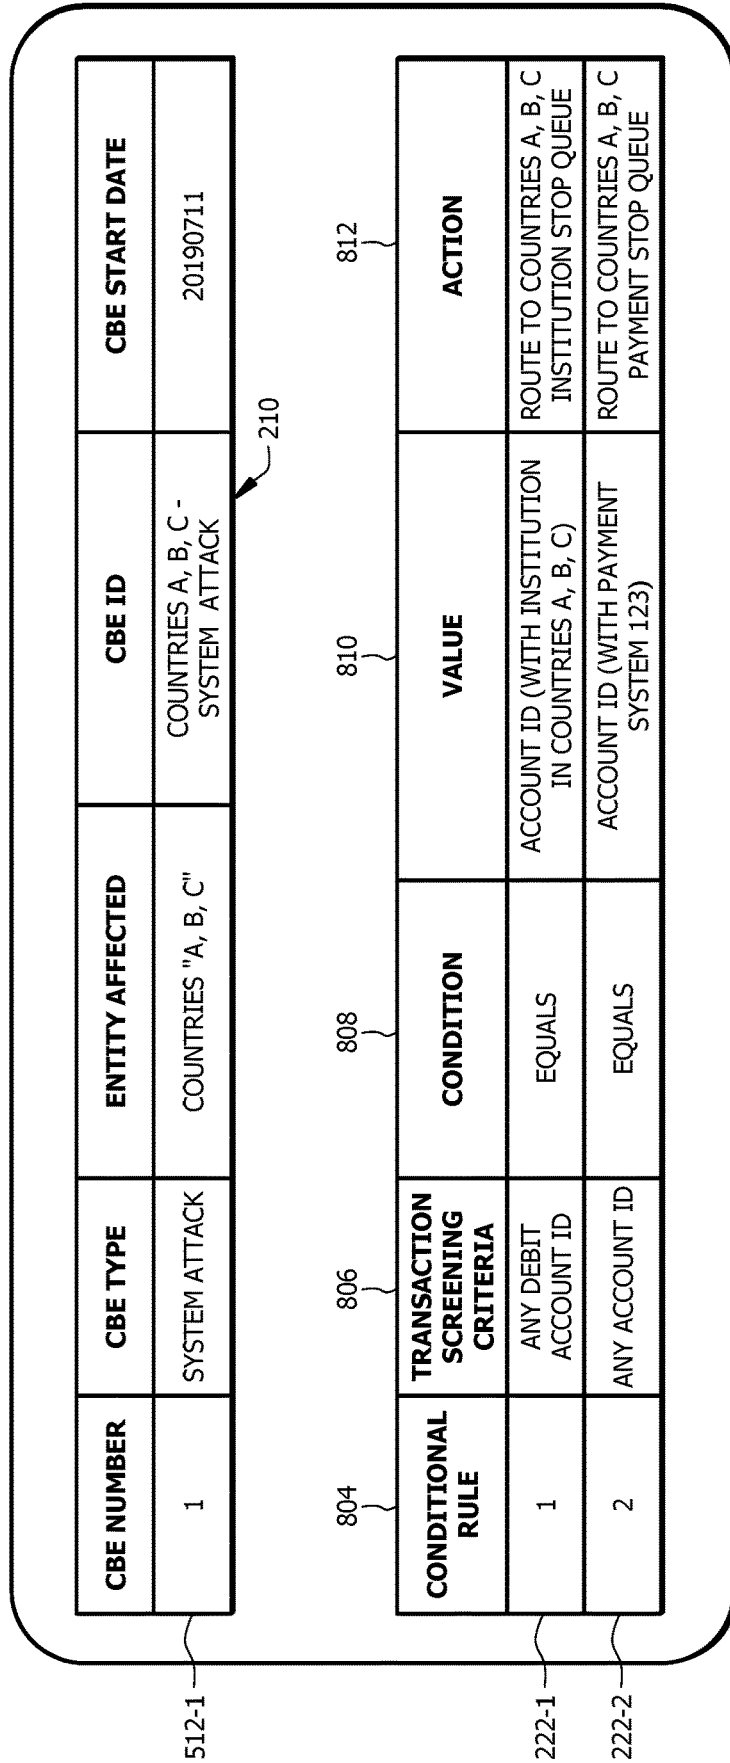 CBE NUMBER
CBE TYPE
ENTITY AFFECTED
CBE ID
CBE START DATE
1
SYSTEM ATTACK
COUNTRIES "A, B, C"
COUNTRIES A, B, C -
SYSTEM ATTACK
20190711
512-1
210
804
806
808
810
812
CONDITIONAL
RULE
TRANSACTION
SCREENING
CRITERIA
CONDITION
VALUE
ACTION
1
ANY DEBIT
ACCOUNT ID
EQUALS
ACCOUNT ID (WITH INSTITUTION
IN COUNTRIES A, B, C)
ROUTE TO COUNTRIES A, B, C
INSTITUTION STOP QUEUE
222-1
2
ANY ACCOUNT ID
EQUALS
ACCOUNT ID (WITH PAYMENT
SYSTEM 123)
ROUTE TO COUNTRIES A, B, C
PAYMENT STOP QUEUE
222-2